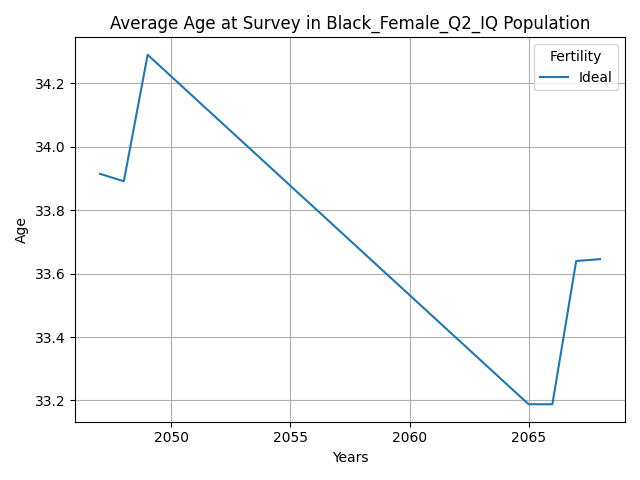 Average Age at Survey in Black_Female_Q2_IQ Population
Fertility
Ideal
34.2
34.0
33.8
33.6
33.4
33.2
Age
2050 2055 2060 2065
Years